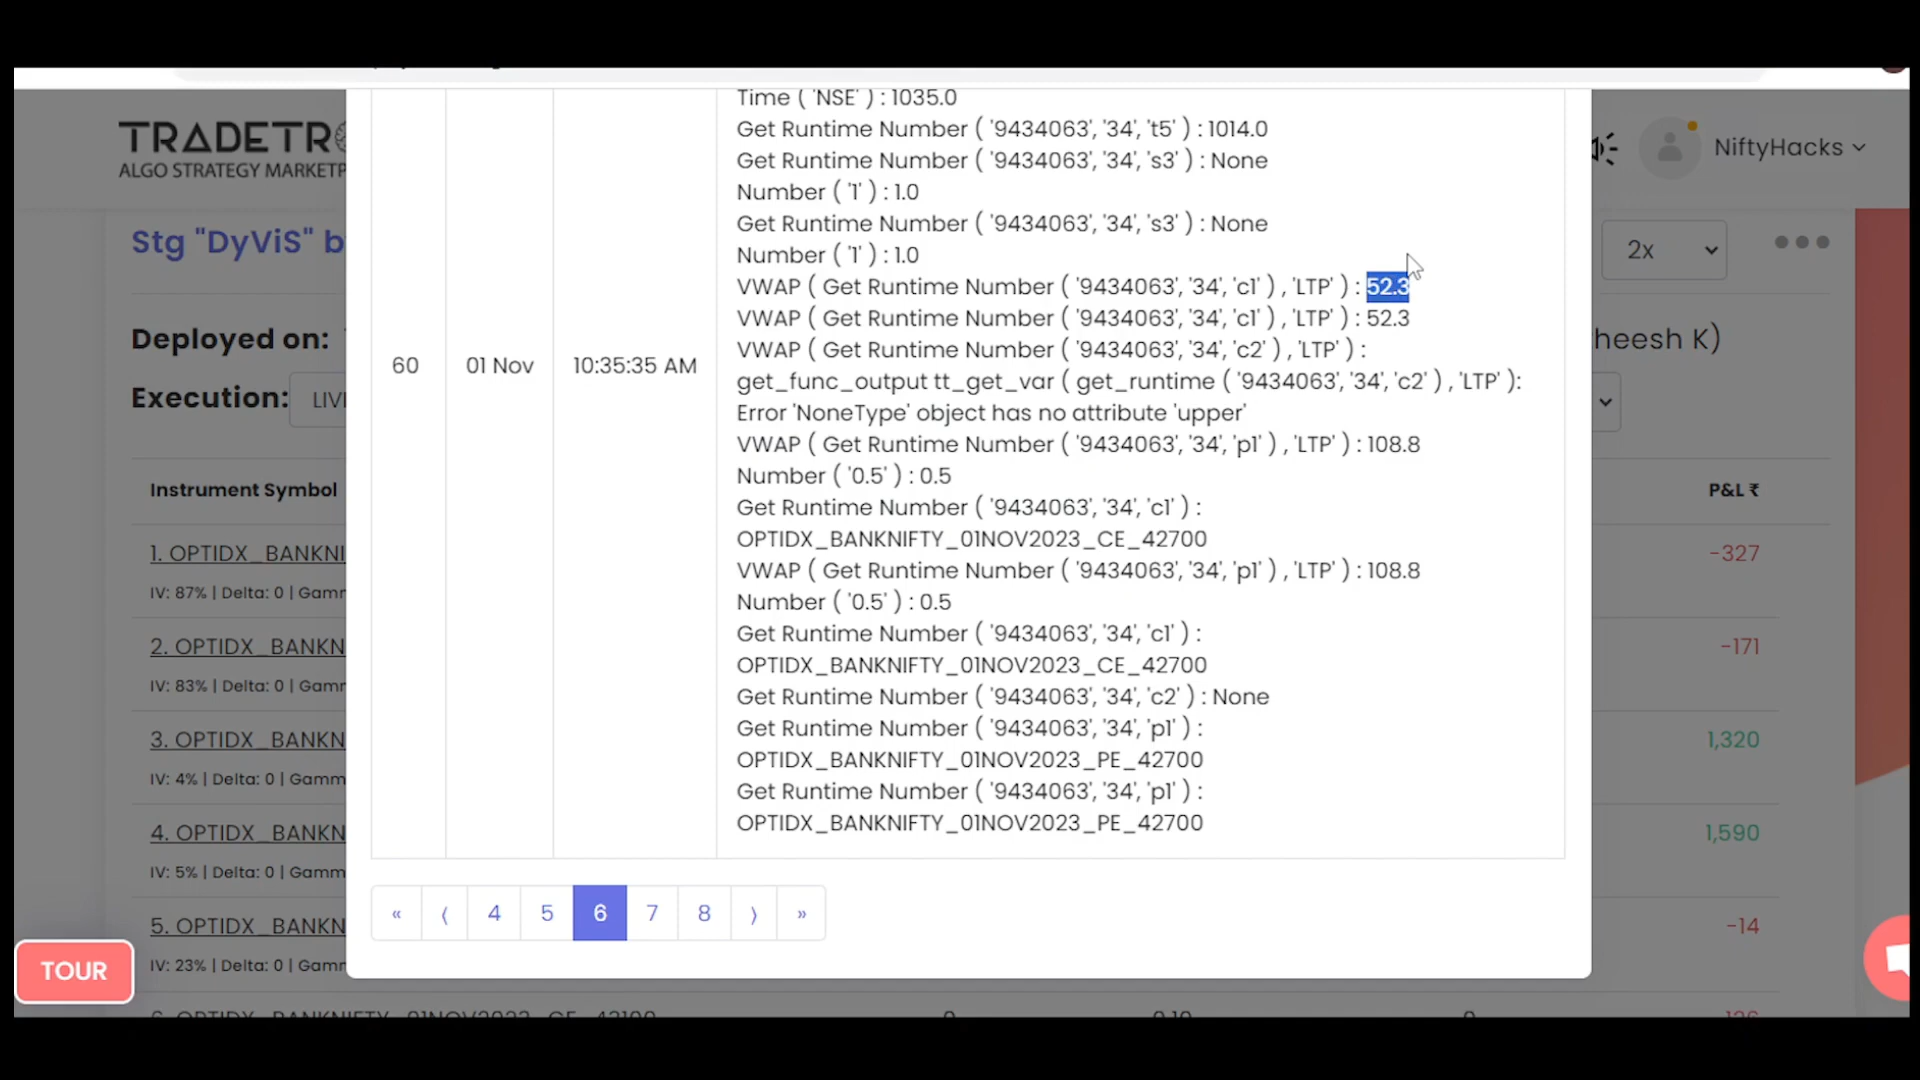 TRADETR
ALGO STRATEGY MARKETP
NiftyHacks
Stg "DyViS" b
2x
Deployed on:
heesh K)
Execution:
LIV
Instrument Symbol
P&L ₹
1. OPTIDX_BANKNI
-327
IV: 87% | Delta: 0 | Gamm
2. OPTIDX_BANKN
-171
IV: 83% | Delta: 0 | Gamm
3. OPTIDX_BANKN
1,320
IV: 4% | Delta: 0 | Gamm
4. OPTIDX_BANKN
1,590
IV: 5% | Delta: 0 | Gamm
5. OPTIDX_BANKN
-14
IV: 23% | Delta: 0 | Gamm
60
01 Nov
10:35:35 AM
Time ( 'NSE' ) : 1035.0
Get Runtime Number ( '9434063', '34', 't5' ) : 1014.0
Get Runtime Number ( '9434063', '34', 's3' ) : None
Number ( '1' ) : 1.0
Get Runtime Number ( '9434063', '34', 's3' ) : None
Number ( '1' ) : 1.0
VWAP ( Get Runtime Number ( '9434063', '34', 'c1' ) , 'LTP' ) : 52.3
VWAP ( Get Runtime Number ( '9434063', '34', 'c1' ) , 'LTP' ) : 52.3
VWAP ( Get Runtime Number ( '9434063', '34', 'c2' ) , 'LTP' ) :
get_func_output tt_get_var ( get_runtime ( '9434063', '34', 'c2' ) , 'LTP' ):
Error 'NoneType' object has no attribute 'upper'
VWAP ( Get Runtime Number ( '9434063', '34', 'p1' ) , 'LTP' ) : 108.8
Number ( '0.5' ) : 0.5
Get Runtime Number ( '9434063', '34', 'c1' ) :
OPTIDX_BANKNIFTY_01NOV2023_CE_42700
VWAP ( Get Runtime Number ( '9434063', '34', 'p1' ) , 'LTP' ) : 108.8
Number ( '0.5' ) : 0.5
Get Runtime Number ( '9434063', '34', 'c1' ) :
OPTIDX_BANKNIFTY_01NOV2023_CE_42700
Get Runtime Number ( '9434063', '34', 'c2' ) : None
Get Runtime Number ( '9434063', '34', 'p1' ) :
OPTIDX_BANKNIFTY_01NOV2023_PE_42700
Get Runtime Number ( '9434063', '34', 'p1' ) :
OPTIDX_BANKNIFTY_01NOV2023_PE_42700
« ⟨ 4 5 6 7 8 ⟩ »
TOUR